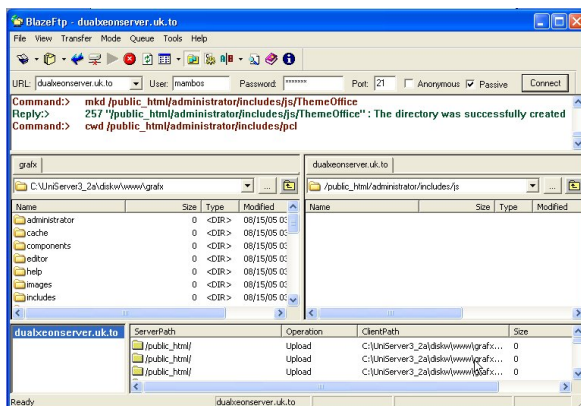 BlazeFtp - dualxeonserver.uk.to
File View Transfer Mode Queue Tools Help
URL: dualxeonserver.uk.to User: mambos Password: ******* Port: 21 Anonymous Passive Connect
Command:> mkd /public_html/administrator/includes/js/ThemeOffice
Reply:> 257 "/public_html/administrator/includes/js/ThemeOffice" : The directory was successfully created
Command:> cwd /public_html/administrator/includes/pcl
grafx dualxeonserver.uk.to
C:\UniServer3_2a\diskw\www\grafx ... /public_html/administrator/includes/js ...
Name Size Type Modified Name Size Type Modified
administrator 0 <DIR> 08/15/05 03
cache 0 <DIR> 08/15/05 03
components 0 <DIR> 08/15/05 03
editor 0 <DIR> 08/15/05 03
help 0 <DIR> 08/15/05 03
images 0 <DIR> 08/15/05 03
includes 0 <DIR> 08/15/05 03
dualxeonserver.uk.to ServerPath Operation ClientPath Size
/public_html/ Upload C:\UniServer3_2a\diskw\www\grafx... 0
/public_html/ Upload C:\UniServer3_2a\diskw\www\grafx... 0
/public_html/ Upload C:\UniServer3_2a\diskw\www\grafx... 0
Ready dualxeonserver.uk.to